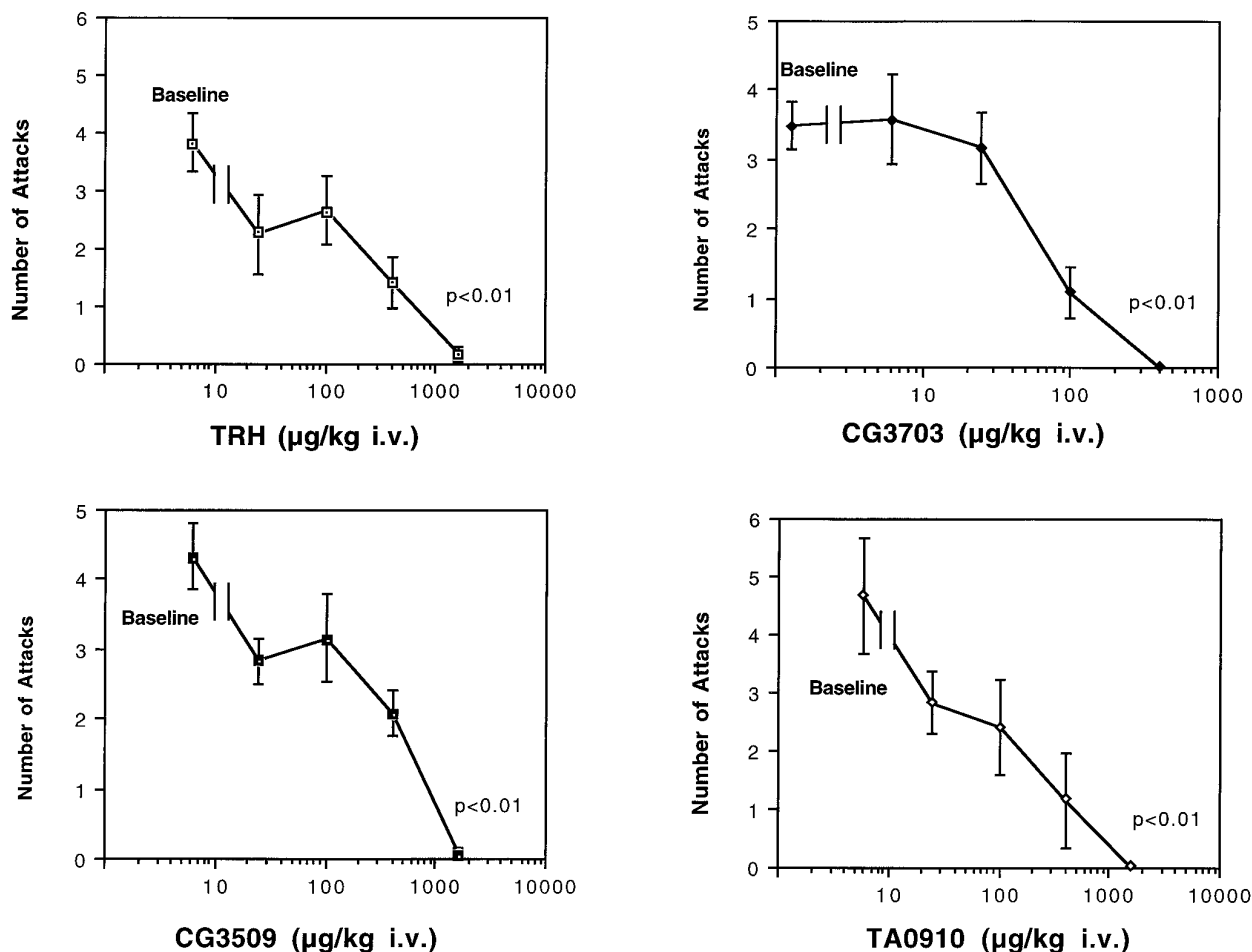 Number of Attacks
6
5
4
3
2
1
0
Baseline
p<0.01
10 100 1000 10000
TRH (µg/kg i.v.)
Number of Attacks
5
4
3
2
1
0
Baseline
p<0.01
10 100 1000
CG3703 (µg/kg i.v.)
Number of Attacks
5
4
3
2
1
0
Baseline
p<0.01
10 100 1000 10000
CG3509 (µg/kg i.v.)
Number of Attacks
6
5
4
3
2
1
0
Baseline
p<0.01
10 100 1000 10000
TA0910 (µg/kg i.v.)